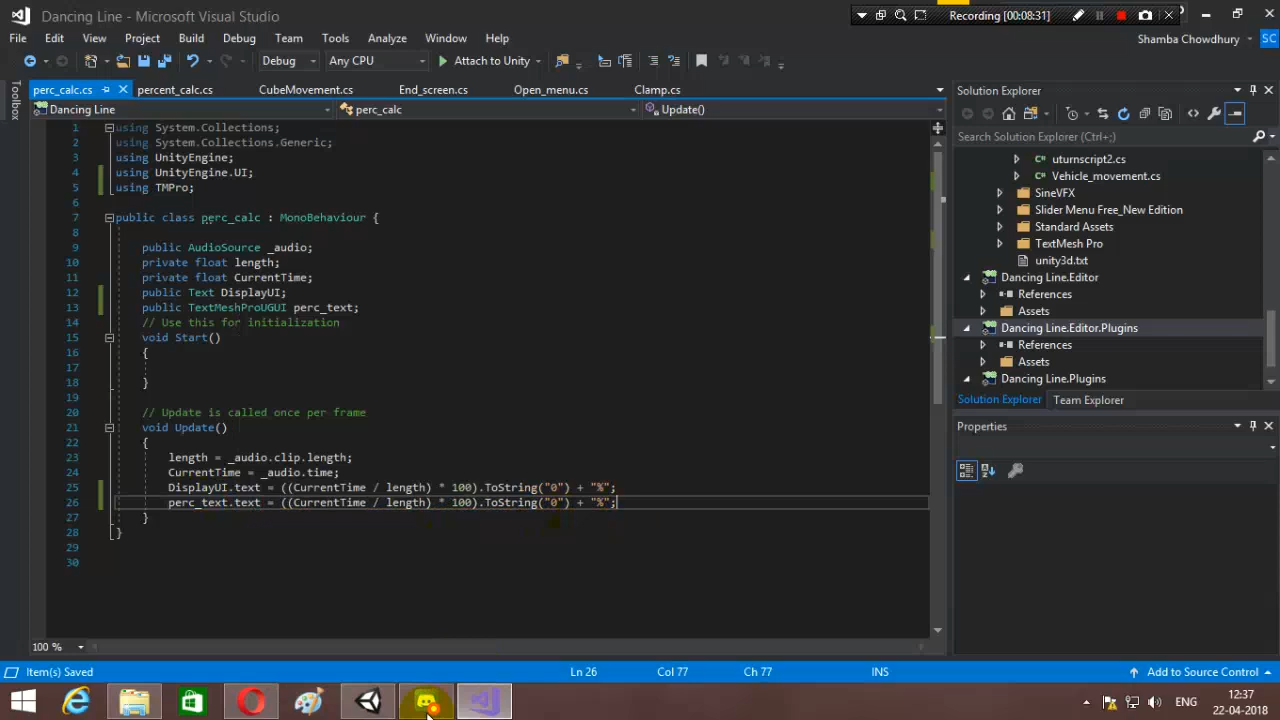 Dancing Line - Microsoft Visual Studio
Recording [00:08:31]
File Edit View Project Build Debug Team Tools Analyze Window Help
Shamba Chowdhury SC
Debug Any CPU Attach to Unity
Toolbox
perc_calc.cs percent_calc.cs CubeMovement.cs End_screen.cs Open_menu.cs Clamp.cs
Dancing Line perc_calc Update()
1 using System.Collections;
2 using System.Collections.Generic;
3 using UnityEngine;
4 using UnityEngine.UI;
5 using TMPro;
6
7 public class perc_calc : MonoBehaviour {
8
9 public AudioSource _audio;
10 private float length;
11 private float CurrentTime;
12 public Text DisplayUI;
13 public TextMeshProUGUI perc_text;
14 // Use this for initialization
15 void Start()
16 {
17
18 }
19
20 // Update is called once per frame
21 void Update()
22 {
23 length = _audio.clip.length;
24 CurrentTime = _audio.time;
25 DisplayUI.text = ((CurrentTime / length) * 100).ToString("0") + "%";
26 perc_text.text = ((CurrentTime / length) * 100).ToString("0") + "%";
27 }
28 }
29
30
100 %
Solution Explorer
Search Solution Explorer (Ctrl+;)
uturnscript2.cs
Vehicle_movement.cs
SineVFX
Slider Menu Free_New Edition
Standard Assets
TextMesh Pro
unity3d.txt
Dancing Line.Editor
References
Assets
Dancing Line.Editor.Plugins
References
Assets
Dancing Line.Plugins
Solution Explorer Team Explorer
Properties
Item(s) Saved Ln 26 Col 77 Ch 77 INS Add to Source Control
ENG
12:37
22-04-2018